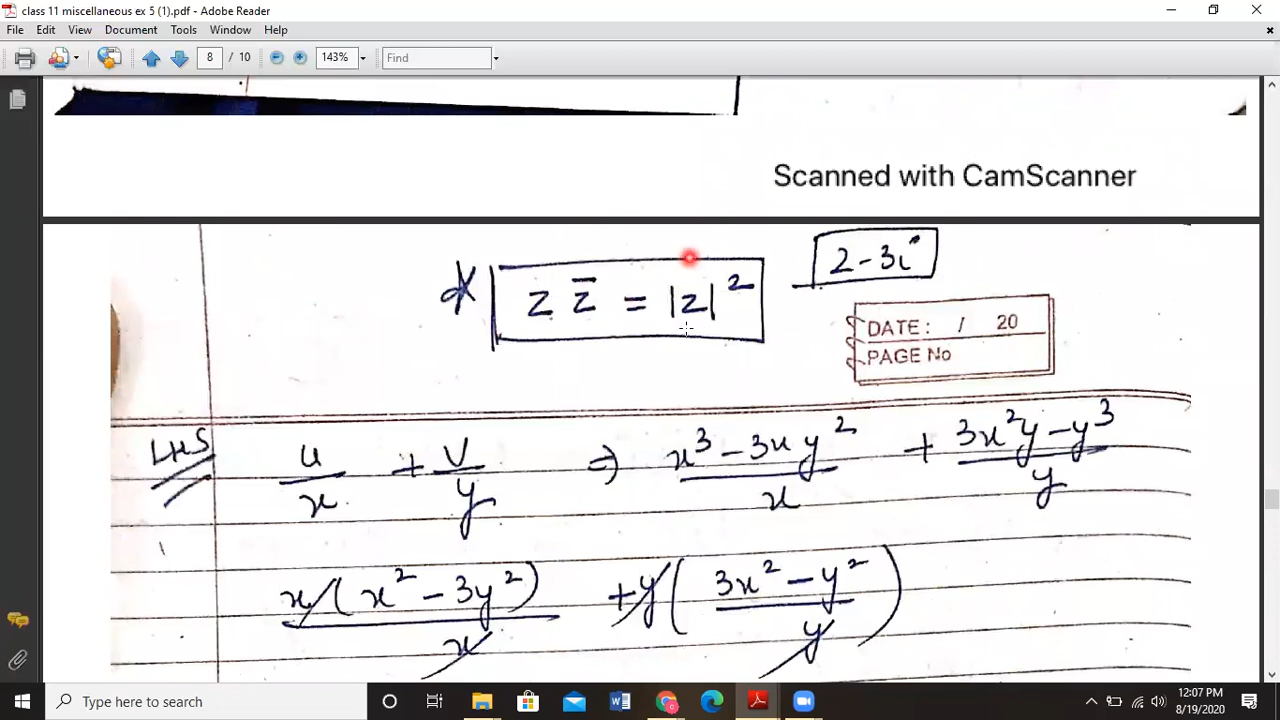 class 11 miscellaneous ex 5 (1).pdf - Adobe Reader
File Edit View Document Tools Window Help
8 / 10 143% Find
Scanned with CamScanner
2-3i
* z z̅ = |z|²
DATE: / 20
PAGE No
LHS u/x + v/y ⇒ (x³ - 3xy²)/x + (3x²y - y³)/y
x(x² - 3y²)/x + y(3x² - y²)/y
Type here to search
12:07 PM
8/19/2020